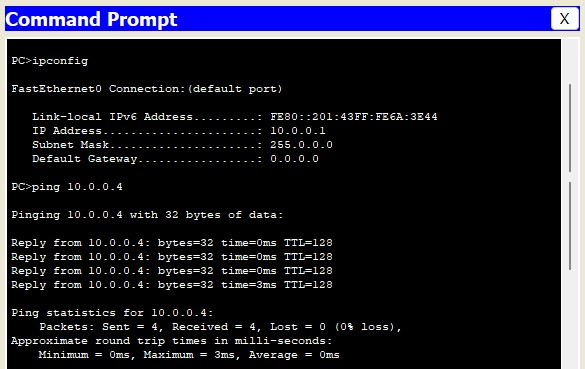 Command Prompt
X
PC>ipconfig
FastEthernet0 Connection:(default port)
Link-local IPv6 Address.........: FE80::201:43FF:FE6A:3E44
IP Address......................: 10.0.0.1
Subnet Mask.....................: 255.0.0.0
Default Gateway.................: 0.0.0.0
PC>ping 10.0.0.4
Pinging 10.0.0.4 with 32 bytes of data:
Reply from 10.0.0.4: bytes=32 time=0ms TTL=128
Reply from 10.0.0.4: bytes=32 time=0ms TTL=128
Reply from 10.0.0.4: bytes=32 time=0ms TTL=128
Reply from 10.0.0.4: bytes=32 time=3ms TTL=128
Ping statistics for 10.0.0.4:
Packets: Sent = 4, Received = 4, Lost = 0 (0% loss),
Approximate round trip times in milli-seconds:
Minimum = 0ms, Maximum = 3ms, Average = 0ms